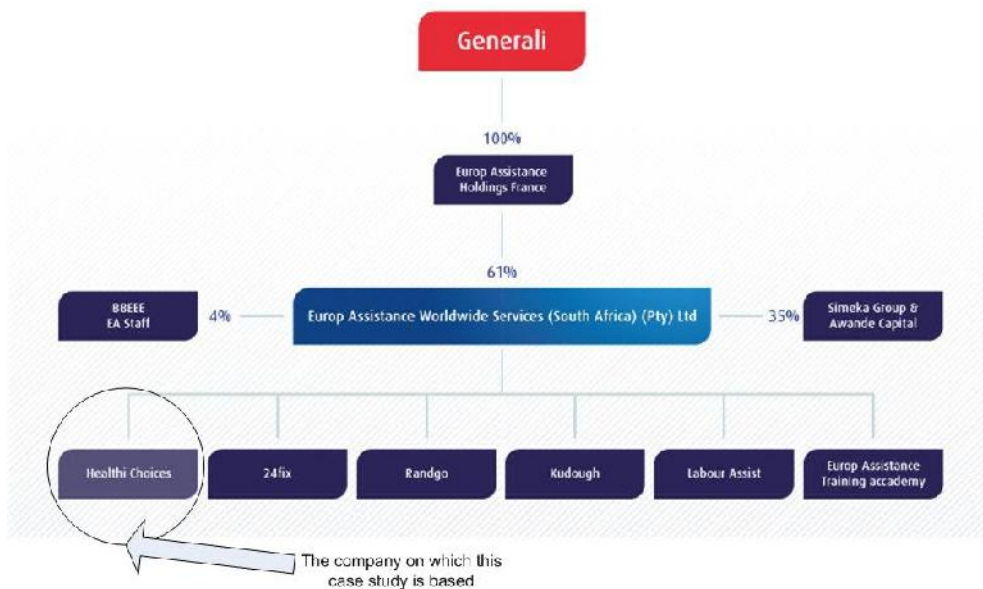 Generali
100%
Europ Assistance
Holdings France
61%
BBEEE
EA Staff
4%
Europ Assistance Worldwide Services (South Africa) (Pty) Ltd
35%
Simeka Group &
Awande Capital
Healthi Choices
24fix
Randgo
Kudough
Labour Assist
Europ Assistance
Training accademy
The company on which this
case study is based